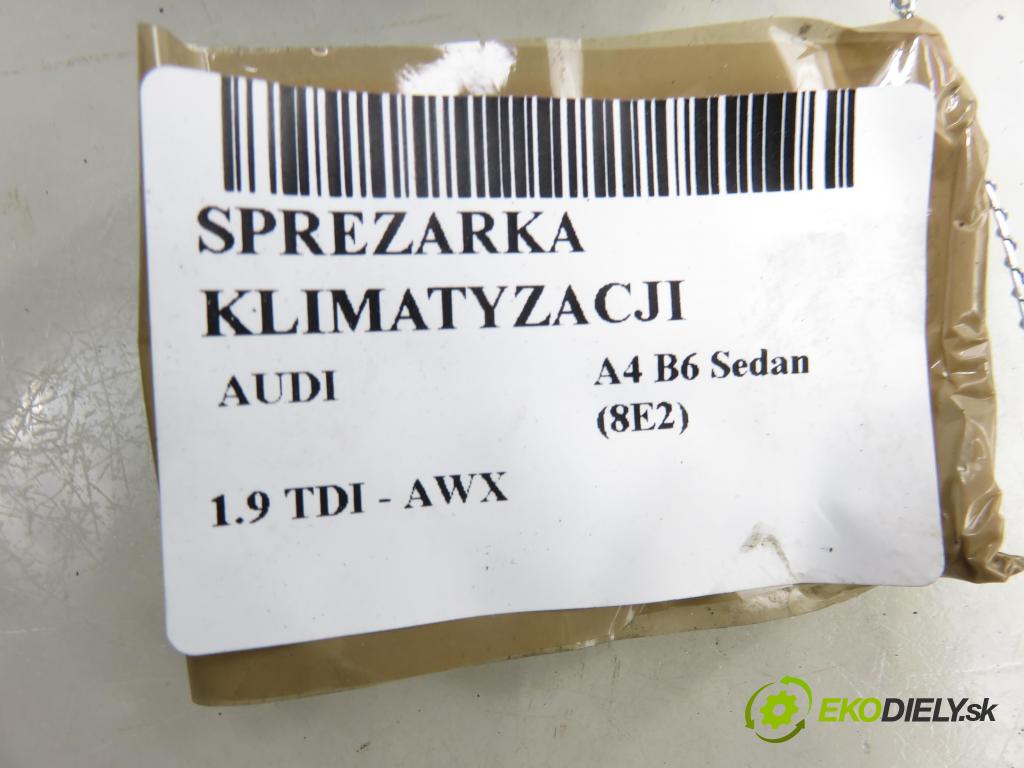 SPREZARKA
KLIMATYZACJI
AUDI
A4 B6 Sedan
(8E2)
1.9 TDI - AWX
EKODIELY.sk